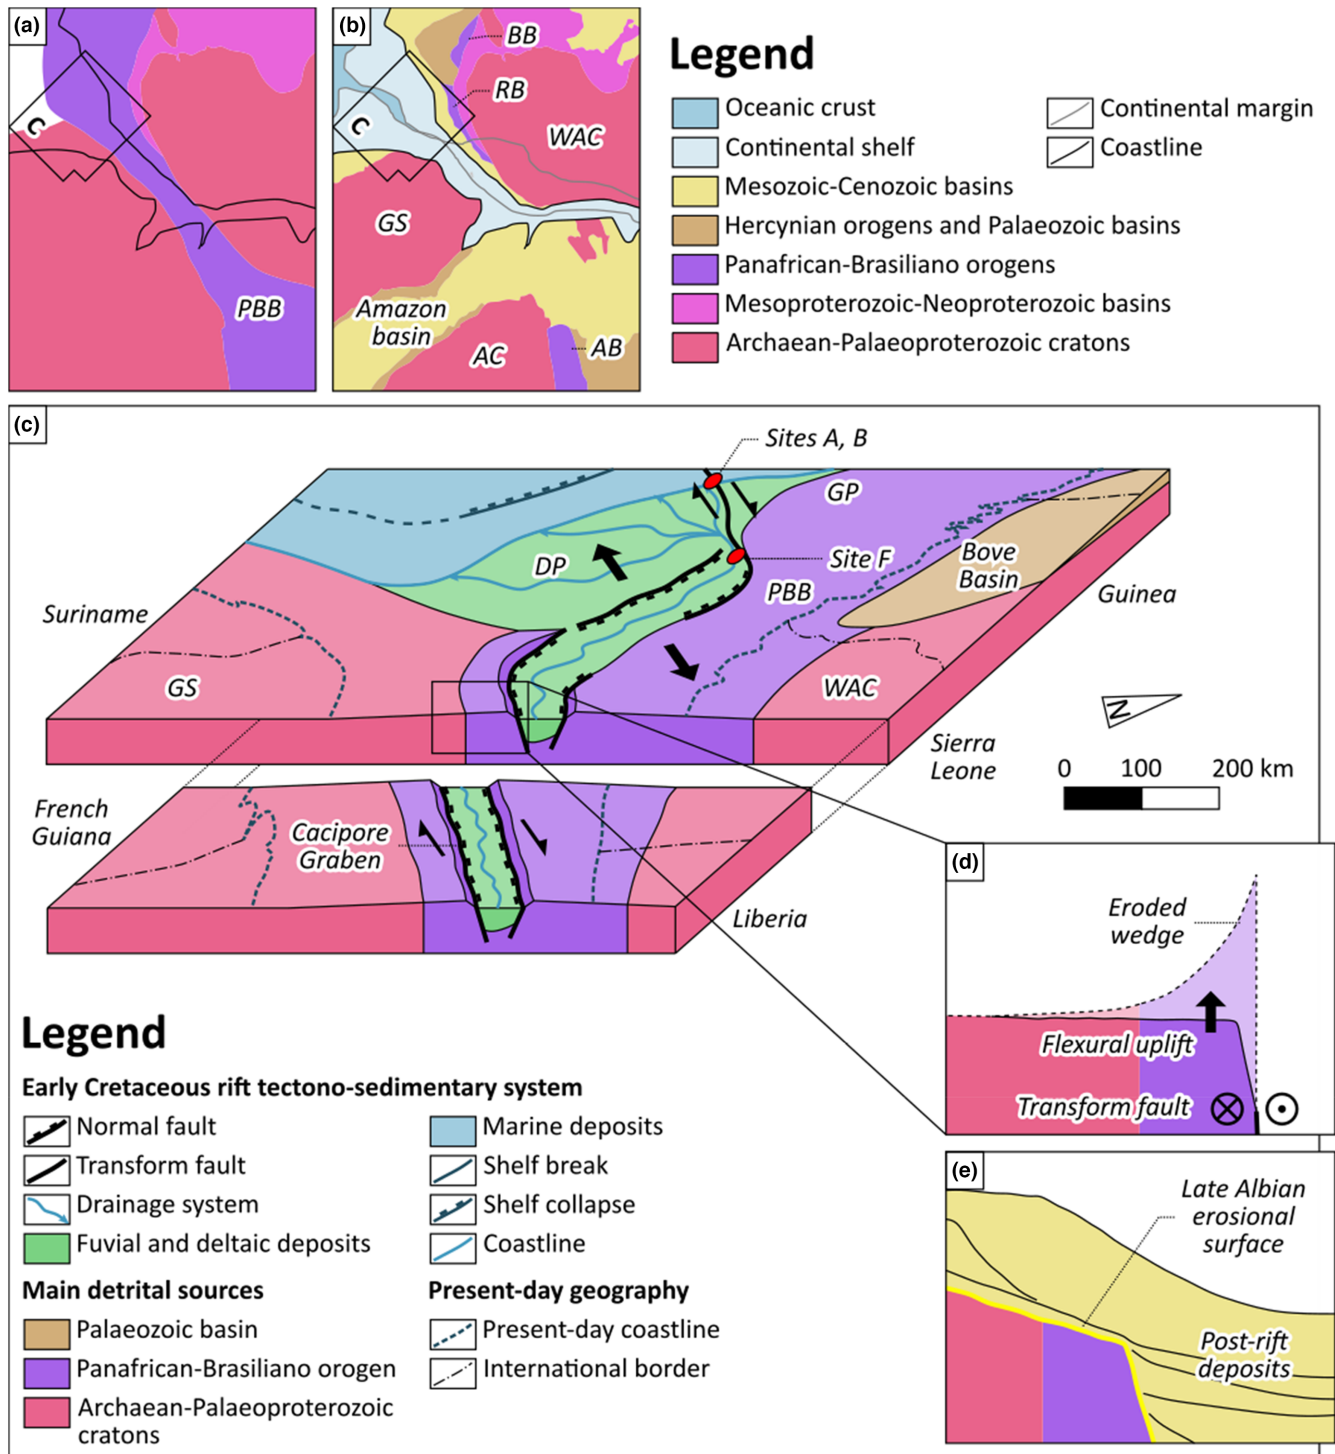 (a)
C
PBB
(b)
BB
RB
C
WAC
GS
Amazon
basin
AC
AB
Legend
Oceanic crust
Continental shelf
Mesozoic-Cenozoic basins
Hercynian orogens and Palaeozoic basins
Panafrican-Brasiliano orogens
Mesoproterozoic-Neoproterozoic basins
Archaean-Palaeoproterozoic cratons
Continental margin
Coastline
(c)
Sites A, B
GP
DP
Site F
Bove
Basin
PBB
Guinea
Suriname
GS
WAC
N
Sierra
Leone
0 100 200 km
French
Guiana
Cacipore
Graben
Liberia
(d)
Eroded
wedge
Flexural uplift
Transform fault
(e)
Late Albian
erosional
surface
Post-rift
deposits
Legend
Early Cretaceous rift tectono-sedimentary system
Normal fault
Transform fault
Drainage system
Fuvial and deltaic deposits
Marine deposits
Shelf break
Shelf collapse
Coastline
Main detrital sources
Palaeozoic basin
Panafrican-Brasiliano orogen
Archaean-Palaeoproterozoic
cratons
Present-day geography
Present-day coastline
International border